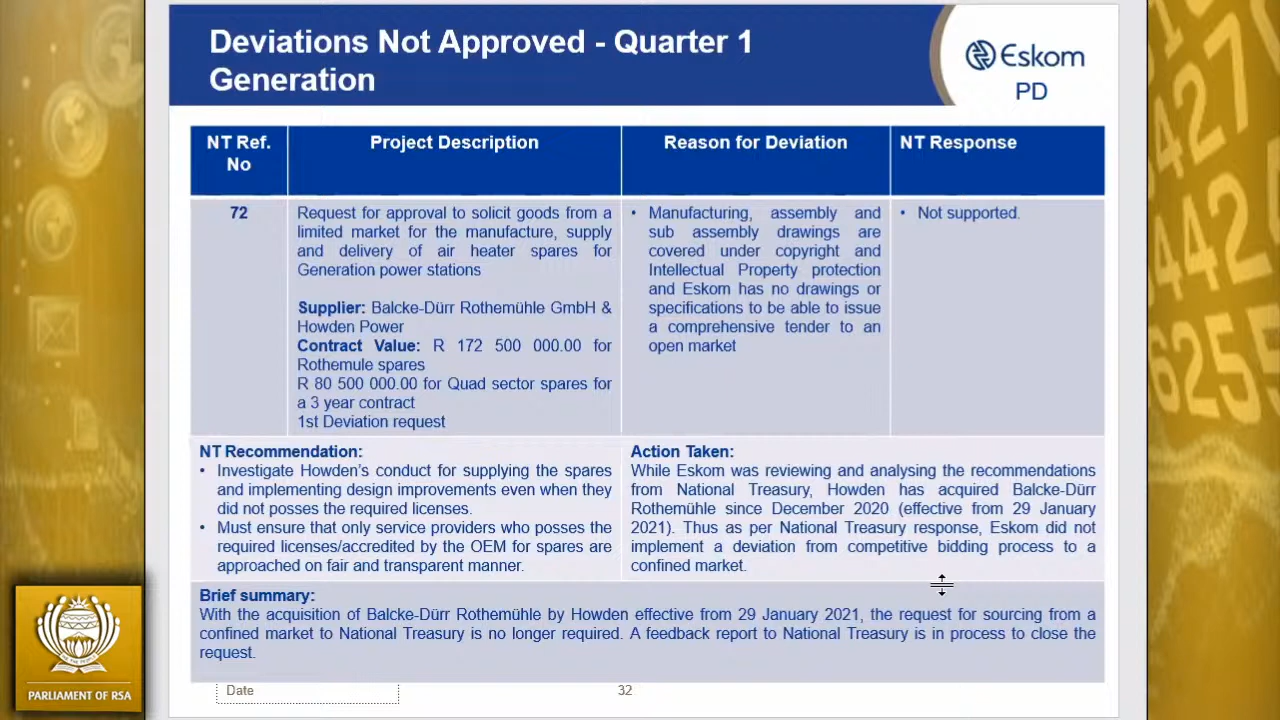 Deviations Not Approved - Quarter 1
Generation
Eskom
PD
NT Ref.
No
Project Description
Reason for Deviation
NT Response
72
Request for approval to solicit goods from a
limited market for the manufacture, supply
and delivery of air heater spares for
Generation power stations
Supplier: Balcke-Dürr Rothemühle GmbH &
Howden Power
Contract Value: R 172 500 000.00 for
Rothemule spares
R 80 500 000.00 for Quad sector spares for
a 3 year contract
1st Deviation request
• Manufacturing, assembly and
sub assembly drawings are
covered under copyright and
Intellectual Property protection
and Eskom has no drawings or
specifications to be able to issue
a comprehensive tender to an
open market
• Not supported.
NT Recommendation:
• Investigate Howden's conduct for supplying the spares
and implementing design improvements even when they
did not posses the required licenses.
• Must ensure that only service providers who posses the
required licenses/accredited by the OEM for spares are
approached on fair and transparent manner.
Action Taken:
While Eskom was reviewing and analysing the recommendations
from National Treasury, Howden has acquired Balcke-Dürr
Rothemühle since December 2020 (effective from 29 January
2021). Thus as per National Treasury response, Eskom did not
implement a deviation from competitive bidding process to a
confined market.
Brief summary:
With the acquisition of Balcke-Dürr Rothemühle by Howden effective from 29 January 2021, the request for sourcing from a
confined market to National Treasury is no longer required. A feedback report to National Treasury is in process to close the
request.
Date
32
PARLIAMENT OF RSA